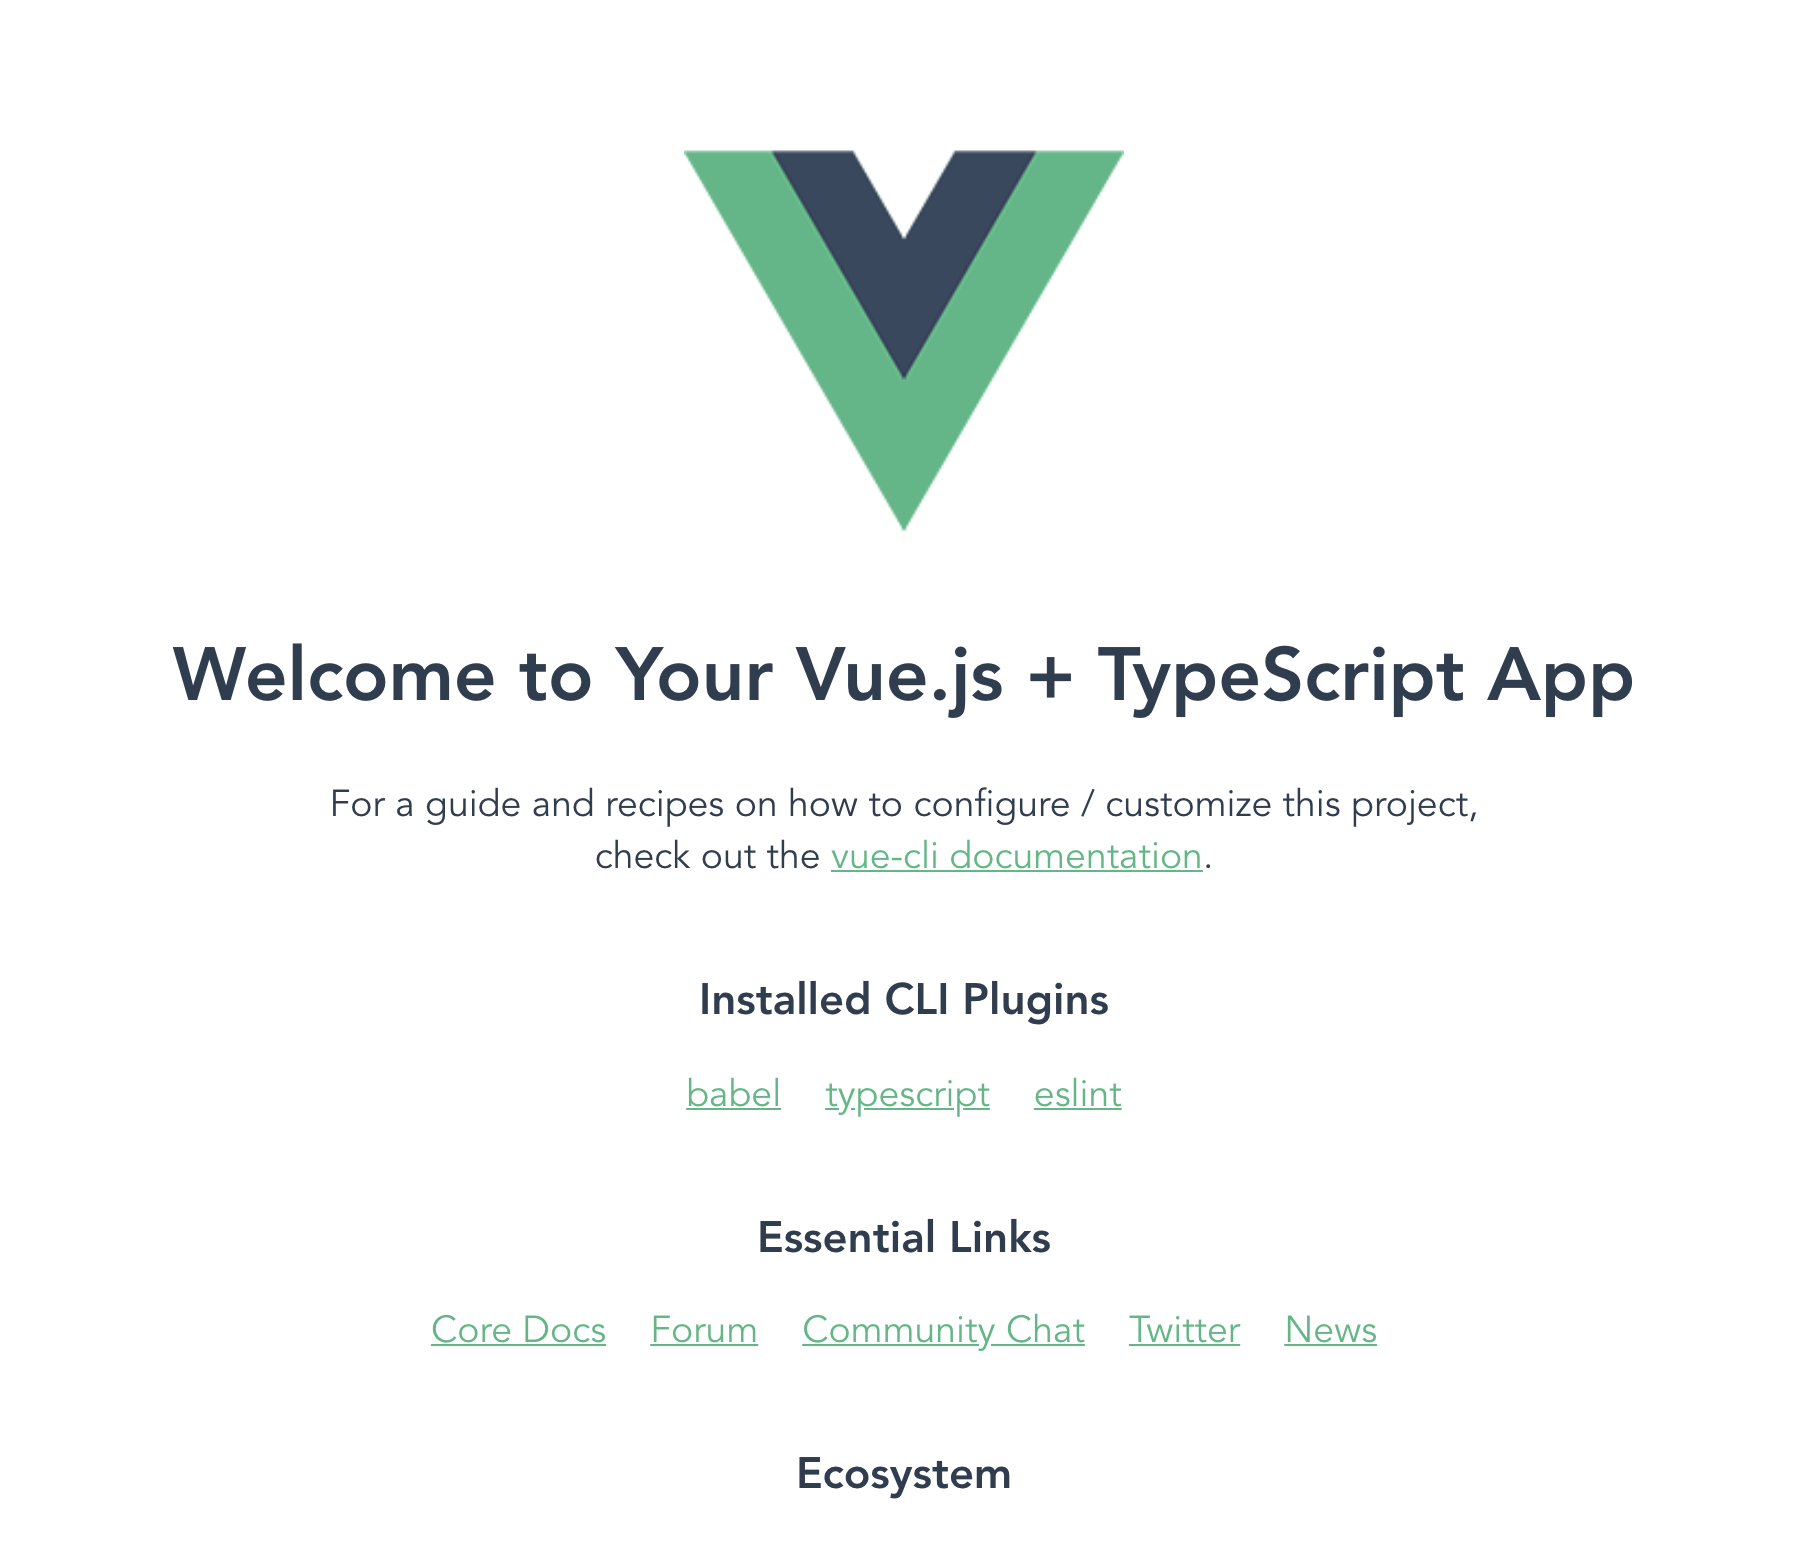 Welcome to Your Vue.js + TypeScript App
For a guide and recipes on how to configure / customize this project,
check out the vue-cli documentation.
Installed CLI Plugins
babel typescript eslint
Essential Links
Core Docs Forum Community Chat Twitter News
Ecosystem